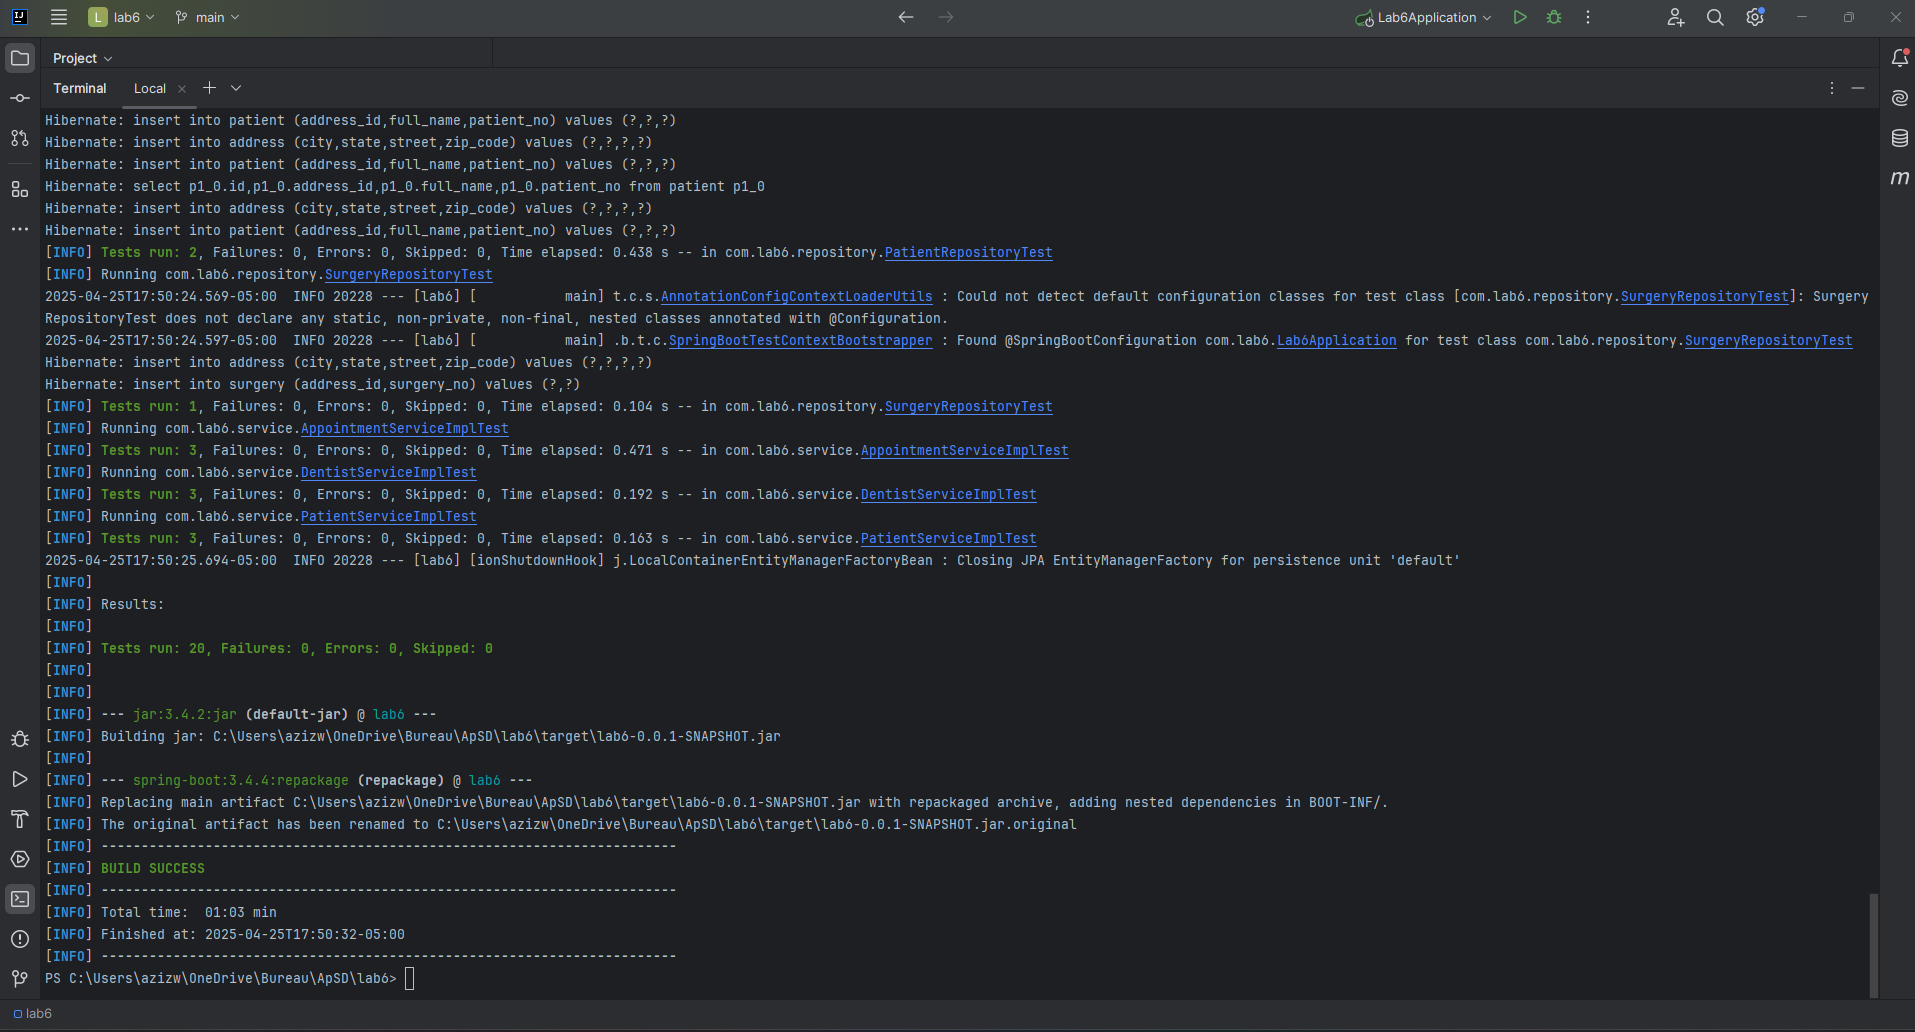 L lab6 main Lab6Application
Project
Terminal Local
Hibernate: insert into patient (address_id,full_name,patient_no) values (?,?,?)
Hibernate: insert into address (city,state,street,zip_code) values (?,?,?,?)
Hibernate: insert into patient (address_id,full_name,patient_no) values (?,?,?)
Hibernate: select p1_0.id,p1_0.address_id,p1_0.full_name,p1_0.patient_no from patient p1_0
Hibernate: insert into address (city,state,street,zip_code) values (?,?,?,?)
Hibernate: insert into patient (address_id,full_name,patient_no) values (?,?,?)
[INFO] Tests run: 2, Failures: 0, Errors: 0, Skipped: 0, Time elapsed: 0.438 s -- in com.lab6.repository.PatientRepositoryTest
[INFO] Running com.lab6.repository.SurgeryRepositoryTest
2025-04-25T17:50:24.569-05:00  INFO 20228 --- [lab6] [           main] t.c.s.AnnotationConfigContextLoaderUtils : Could not detect default configuration classes for test class [com.lab6.repository.SurgeryRepositoryTest]: Surgery
RepositoryTest does not declare any static, non-private, non-final, nested classes annotated with @Configuration.
2025-04-25T17:50:24.597-05:00  INFO 20228 --- [lab6] [           main] .b.t.c.SpringBootTestContextBootstrapper : Found @SpringBootConfiguration com.lab6.Lab6Application for test class com.lab6.repository.SurgeryRepositoryTest
Hibernate: insert into address (city,state,street,zip_code) values (?,?,?,?)
Hibernate: insert into surgery (address_id,surgery_no) values (?,?)
[INFO] Tests run: 1, Failures: 0, Errors: 0, Skipped: 0, Time elapsed: 0.104 s -- in com.lab6.repository.SurgeryRepositoryTest
[INFO] Running com.lab6.service.AppointmentServiceImplTest
[INFO] Tests run: 3, Failures: 0, Errors: 0, Skipped: 0, Time elapsed: 0.471 s -- in com.lab6.service.AppointmentServiceImplTest
[INFO] Running com.lab6.service.DentistServiceImplTest
[INFO] Tests run: 3, Failures: 0, Errors: 0, Skipped: 0, Time elapsed: 0.192 s -- in com.lab6.service.DentistServiceImplTest
[INFO] Running com.lab6.service.PatientServiceImplTest
[INFO] Tests run: 3, Failures: 0, Errors: 0, Skipped: 0, Time elapsed: 0.163 s -- in com.lab6.service.PatientServiceImplTest
2025-04-25T17:50:25.694-05:00  INFO 20228 --- [lab6] [ionShutdownHook] j.LocalContainerEntityManagerFactoryBean : Closing JPA EntityManagerFactory for persistence unit 'default'
[INFO]
[INFO] Results:
[INFO]
[INFO] Tests run: 20, Failures: 0, Errors: 0, Skipped: 0
[INFO]
[INFO]
[INFO] --- jar:3.4.2:jar (default-jar) @ lab6 ---
[INFO] Building jar: C:\Users\azizw\OneDrive\Bureau\ApSD\lab6\target\lab6-0.0.1-SNAPSHOT.jar
[INFO]
[INFO] --- spring-boot:3.4.4:repackage (repackage) @ lab6 ---
[INFO] Replacing main artifact C:\Users\azizw\OneDrive\Bureau\ApSD\lab6\target\lab6-0.0.1-SNAPSHOT.jar with repackaged archive, adding nested dependencies in BOOT-INF/.
[INFO] The original artifact has been renamed to C:\Users\azizw\OneDrive\Bureau\ApSD\lab6\target\lab6-0.0.1-SNAPSHOT.jar.original
[INFO] ------------------------------------------------------------------------
[INFO] BUILD SUCCESS
[INFO] ------------------------------------------------------------------------
[INFO] Total time:  01:03 min
[INFO] Finished at: 2025-04-25T17:50:32-05:00
[INFO] ------------------------------------------------------------------------
PS C:\Users\azizw\OneDrive\Bureau\ApSD\lab6>
lab6